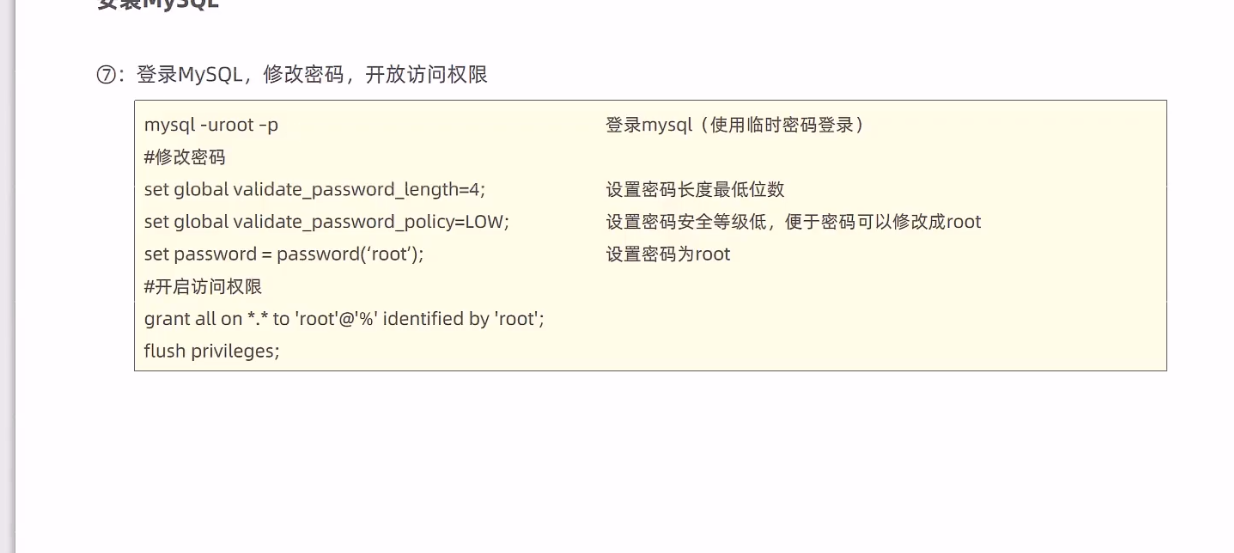 安装MySQL
⑦：登录MySQL，修改密码，开放访问权限
mysql -uroot –p 登录mysql（使用临时密码登录）
#修改密码
set global validate_password_length=4; 设置密码长度最低位数
set global validate_password_policy=LOW; 设置密码安全等级低，便于密码可以修改成root
set password = password(‘root’); 设置密码为root
#开启访问权限
grant all on *.* to 'root'@'%' identified by 'root';
flush privileges;